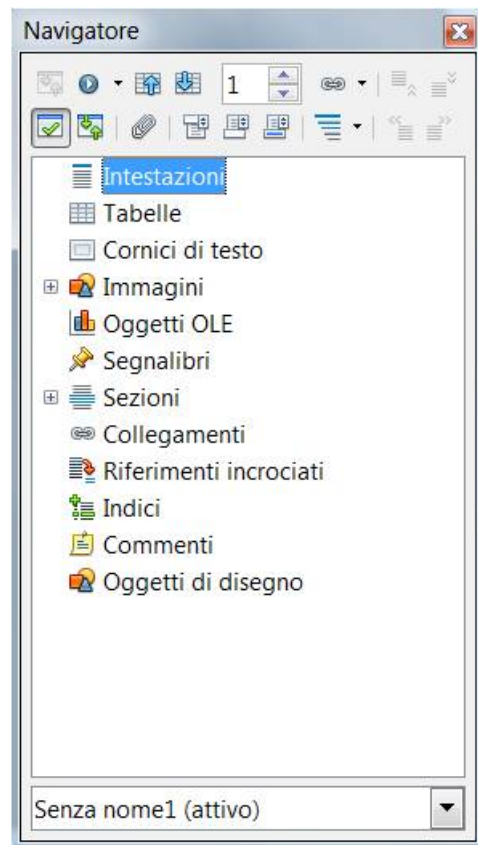 Navigatore
1
Intestazioni
Tabelle
Cornici di testo
Immagini
Oggetti OLE
Segnalibri
Sezioni
Collegamenti
Riferimenti incrociati
Indici
Commenti
Oggetti di disegno
Senza nome1 (attivo)